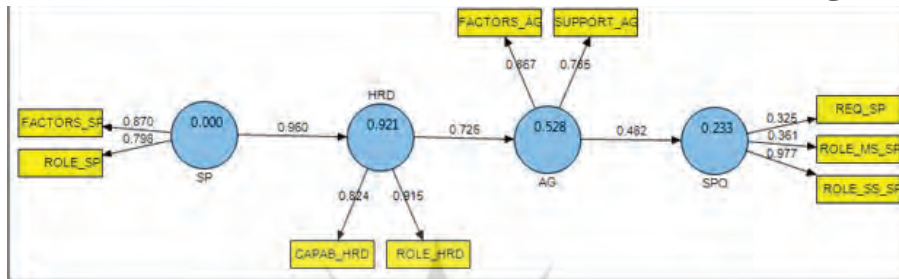 FACTORS_AG
SUPPORT_AG
0.867
0.785
HRD
FACTORS_SP
0.870
0.000
0.960
0.921
0.726
0.528
0.482
0.233
0.325
REQ_SP
0.798
0.361
ROLE_MS_SP
ROLE_SP
SP
AG
SPQ
0.977
ROLE_SS_SP
0.824
0.915
CAPAB_HRD
ROLE_HRD